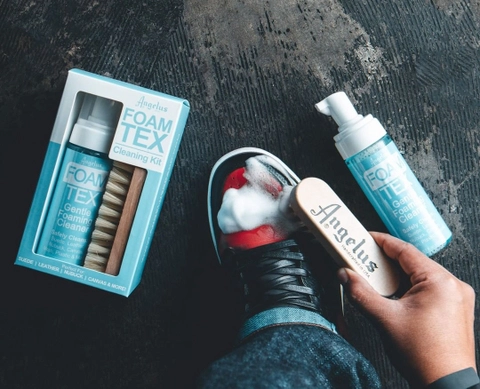 Angelus
FOAM
TEX
Cleaning Kit
FOAM
TEX
Gentle
Foaming
Cleaner
SUEDE | LEATHER | NUBUCK | CANVAS & MORE!
Angelus
FOAM
TEX
Gentle
Foaming
Cleaner